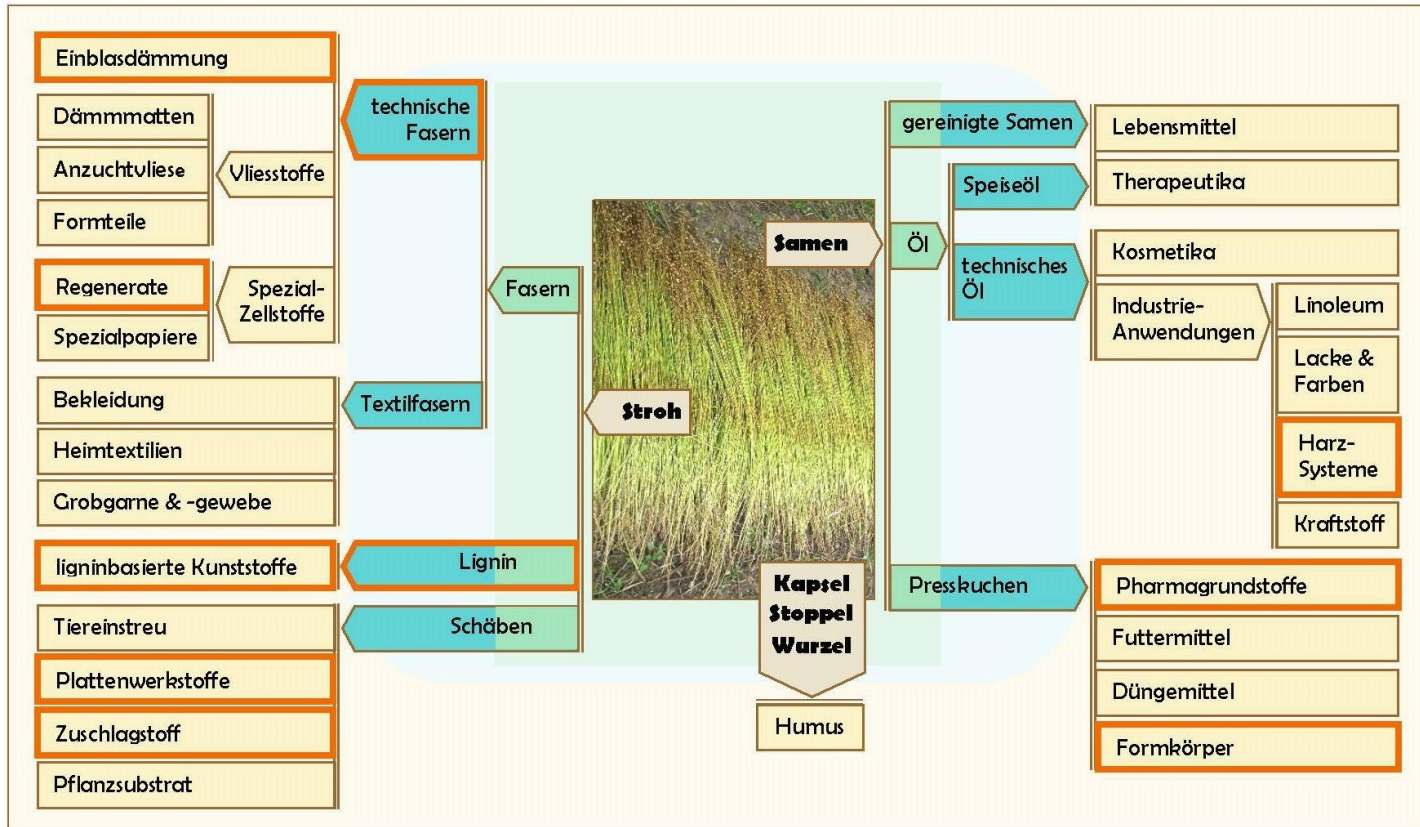 Einblasdämmung
Dämmmatten
Anzuchtvliese
Formteile
Vliesstoffe
Regenerate
Spezialpapiere
Spezial-
Zellstoffe
technische
Fasern
Bekleidung
Heimtextilien
Grobgarne & -gewebe
Textilfasern
Fasern
ligninbasierte Kunststoffe
Lignin
Tiereinstreu
Plattenwerkstoffe
Zuschlagstoff
Pflanzsubstrat
Schäben
Stroh
Samen
Kapsel
Stoppel
Wurzel
Humus
gereinigte Samen
Öl
Speiseöl
technisches
Öl
Presskuchen
Lebensmittel
Therapeutika
Kosmetika
Industrie-
Anwendungen
Linoleum
Lacke &
Farben
Harz-
Systeme
Kraftstoff
Pharmagrundstoffe
Futtermittel
Düngemittel
Formkörper